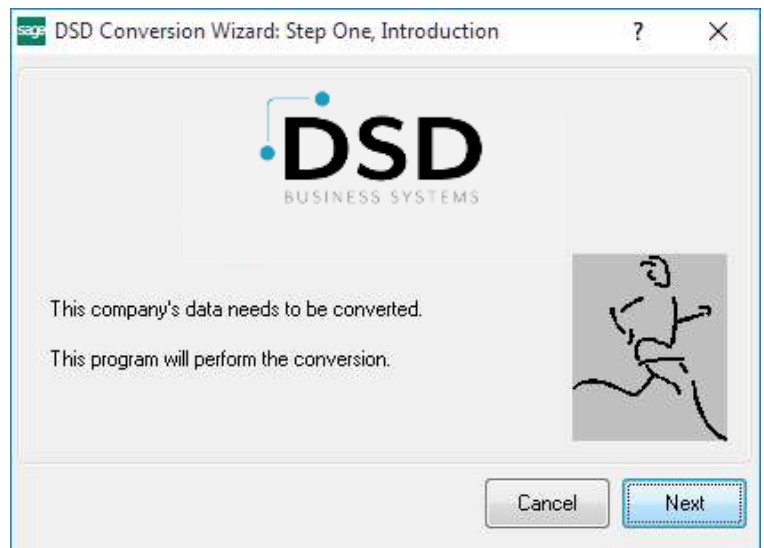 sage DSD Conversion Wizard: Step One, Introduction ? X
DSD
BUSINESS SYSTEMS
This company's data needs to be converted.
This program will perform the conversion.
Cancel Next